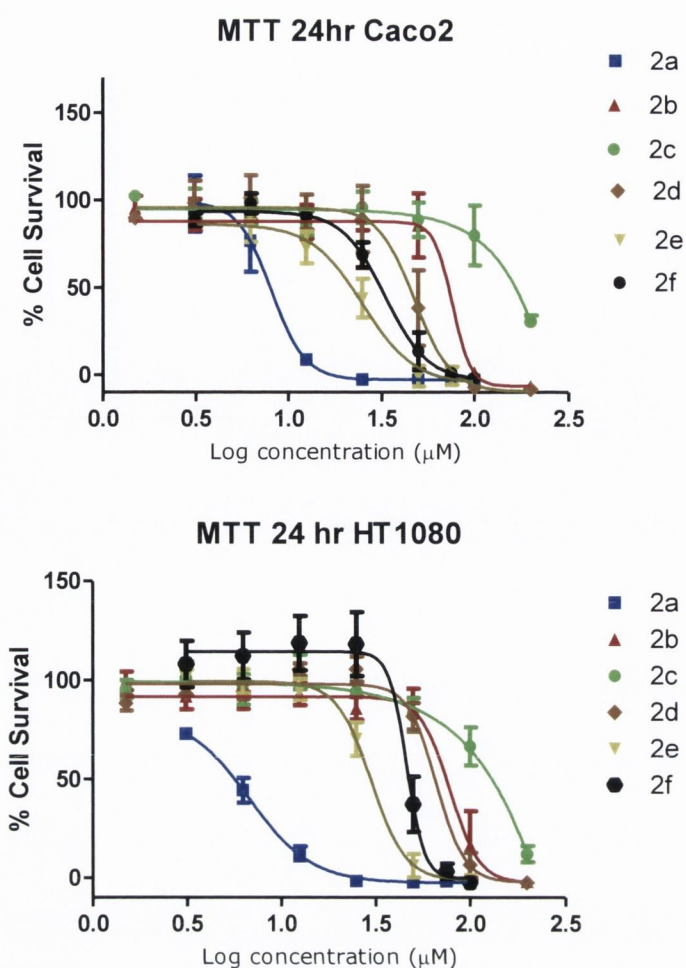 MTT 24hr Caco2
2a
2b
2c
2d
2e
2f
% Cell Survival
150
100
50
0
0.0 0.5 1.0 1.5 2.0 2.5
Log concentration (μM)
MTT 24 hr HT1080
2a
2b
2c
2d
2e
2f
% Cell Survival
150
100
50
0
0.0 0.5 1.0 1.5 2.0 2.5
Log concentration (μM)